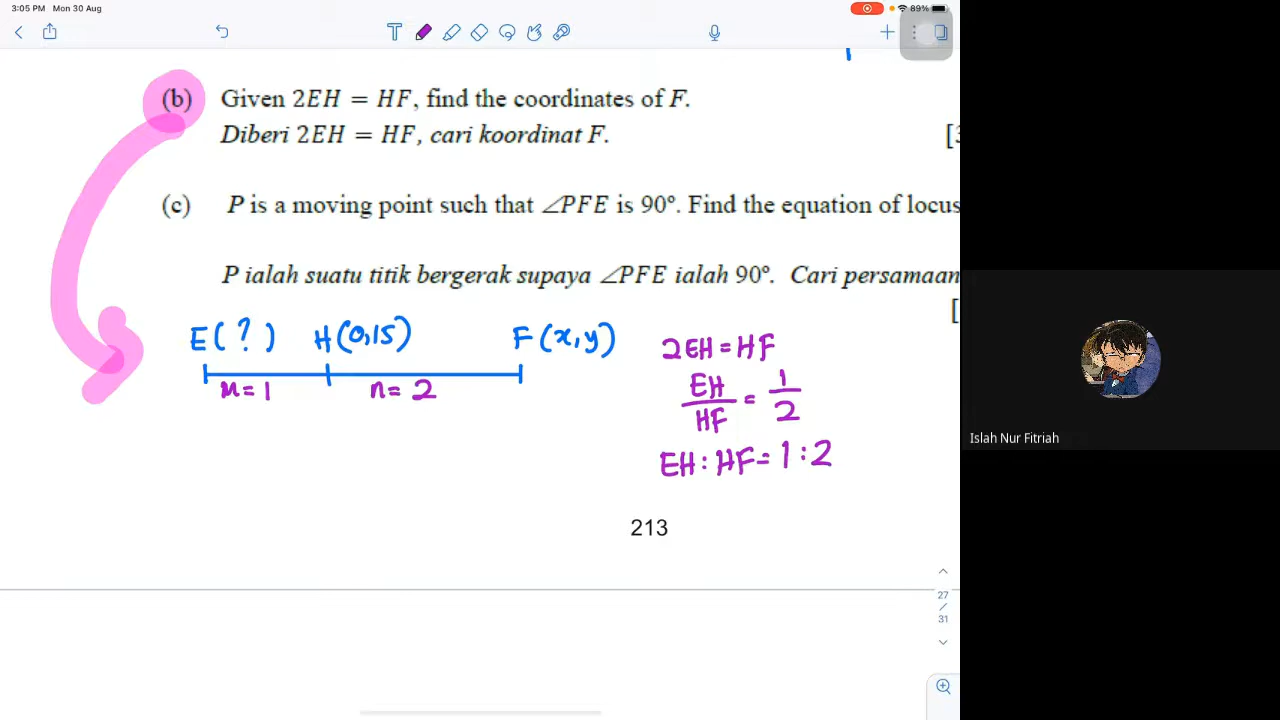 3:05 PM Mon 30 Aug
89%
(b) Given 2EH = HF, find the coordinates of F.
Diberi 2EH = HF, cari koordinat F.
[3
(c) P is a moving point such that ∠PFE is 90°. Find the equation of locus
P ialah suatu titik bergerak supaya ∠PFE ialah 90°. Cari persamaan
[
E(?) H(0,15) F(x,y)
m=1 n=2
2EH=HF
EH/HF = 1/2
EH:HF=1:2
Islah Nur Fitriah
213
27
/
31